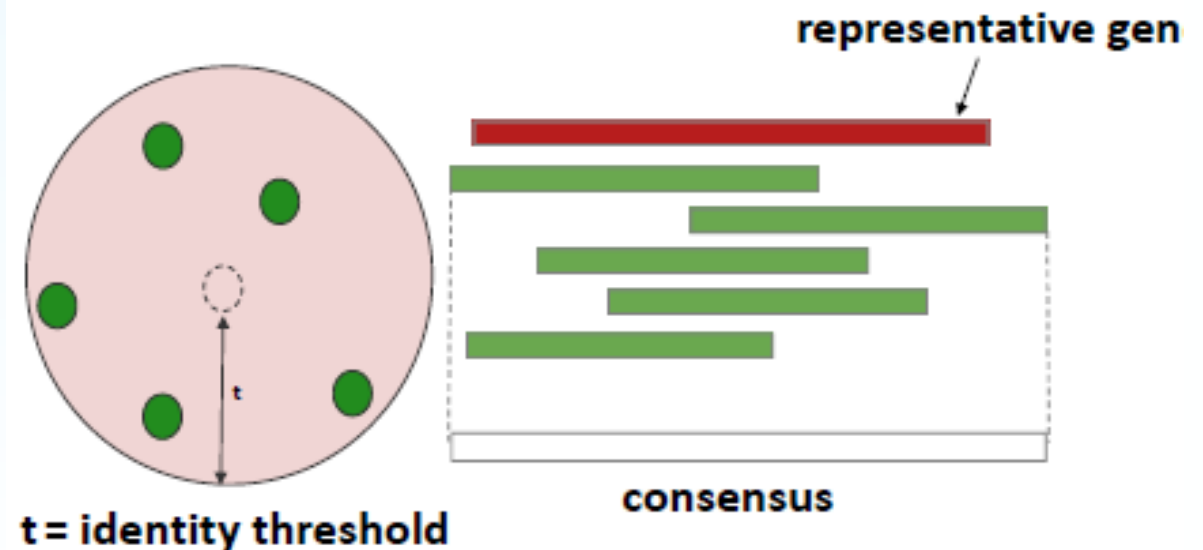 representative gen
t
t = identity threshold
consensus